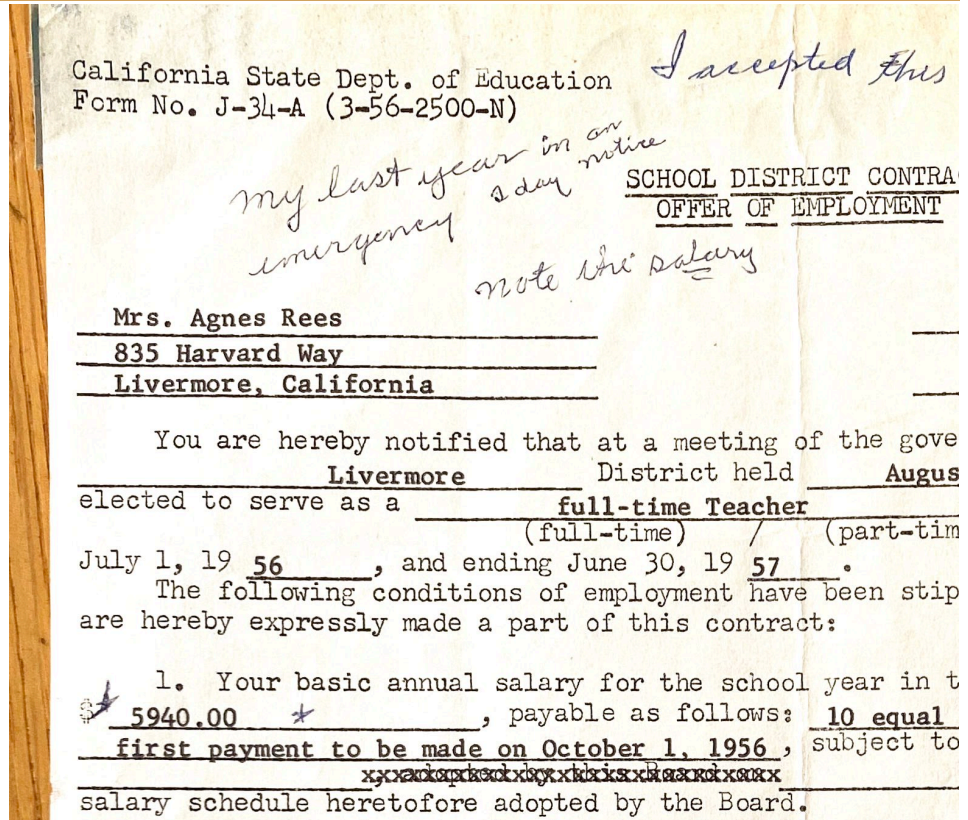 I accepted this
California State Dept. of Education
Form No. J-34-A (3-56-2500-N)
my last year in an
emergency 2 day notice
SCHOOL DISTRICT CONTRA
OFFER OF EMPLOYMENT
note the salary
Mrs. Agnes Rees
835 Harvard Way
Livermore, California
You are hereby notified that at a meeting of the gove
Livermore District held Augus
elected to serve as a full-time Teacher
(full-time) / (part-tim
July 1, 19 56 , and ending June 30, 19 57 .
The following conditions of employment have been stip
are hereby expressly made a part of this contract:
1. Your basic annual salary for the school year in t
$ 5940.00 * , payable as follows: 10 equal
first payment to be made on October 1, 1956 , subject to
salary schedule heretofore adopted by the Board.